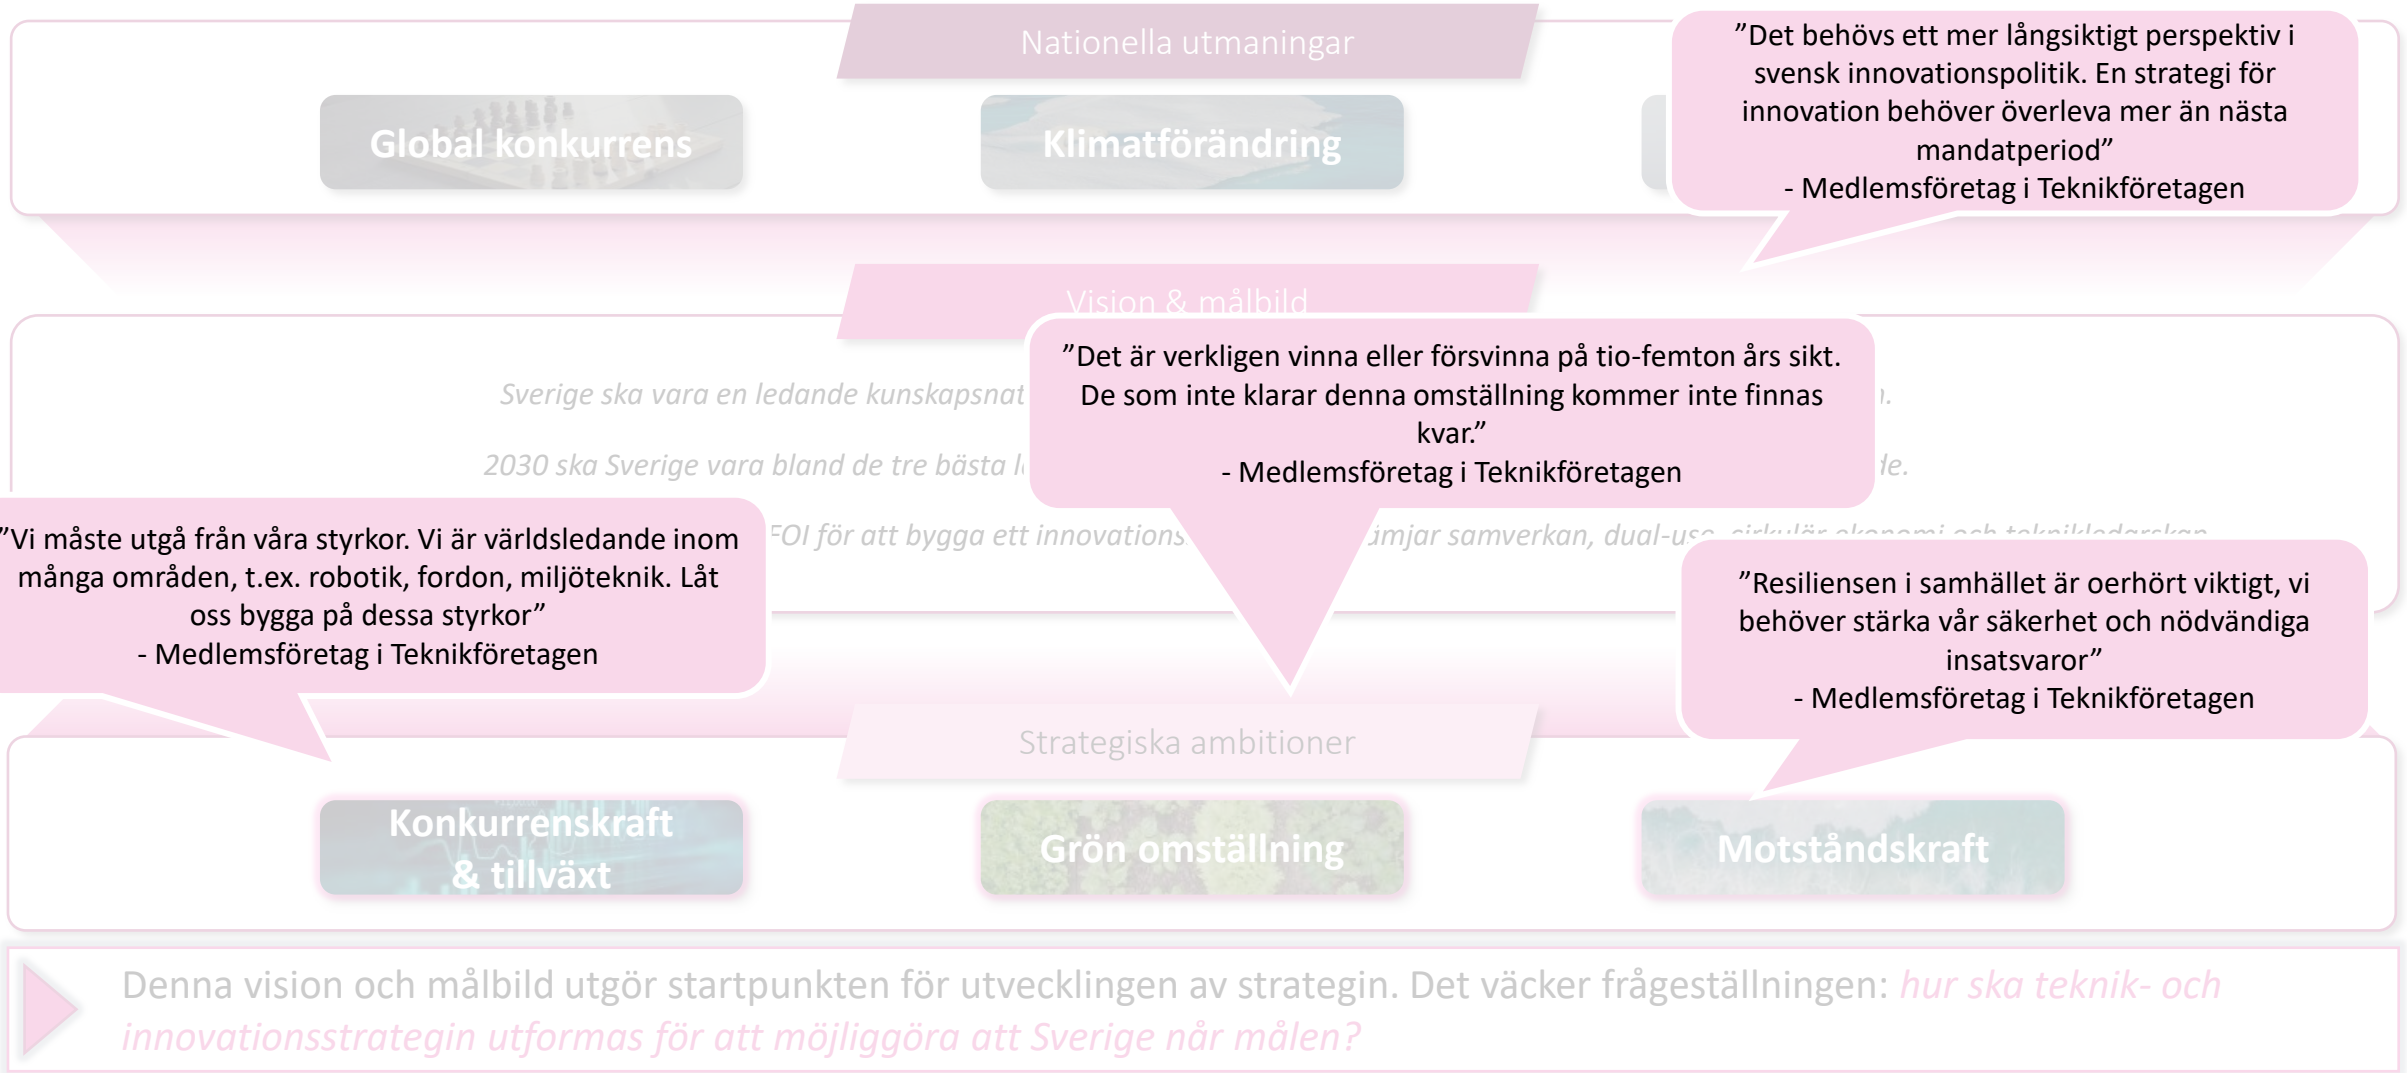 Nationella utmaningar
Global konkurrens
Klimatförändring
”Det behövs ett mer långsiktigt perspektiv i
svensk innovationspolitik. En strategi för
innovation behöver överleva mer än nästa
mandatperiod”
- Medlemsföretag i Teknikföretagen
Vision & målbild
Sverige ska vara en ledande
2030 ska Sverige vara bland de tre bästa
FOI för att bygga ett
samverkan, dual-use, cirkulär ekonomi och teknikledarskap
”Det är verkligen vinna eller försvinna på tio-femton års sikt.
De som inte klarar denna omställning kommer inte finnas
kvar.”
- Medlemsföretag i Teknikföretagen
”Vi måste utgå från våra styrkor. Vi är världsledande inom
många områden, t.ex. robotik, fordon, miljöteknik. Låt
oss bygga på dessa styrkor”
- Medlemsföretag i Teknikföretagen
”Resiliensen i samhället är oerhört viktigt, vi
behöver stärka vår säkerhet och nödvändiga
insatsvaror”
- Medlemsföretag i Teknikföretagen
Strategiska ambitioner
Konkurrenskraft
& tillväxt
Grön omställning
Motståndskraft
Denna vision och målbild utgör startpunkten för utvecklingen av strategin. Det väcker frågeställningen: hur ska teknik- och
innovationsstrategin utformas för att möjliggöra att Sverige når målen?